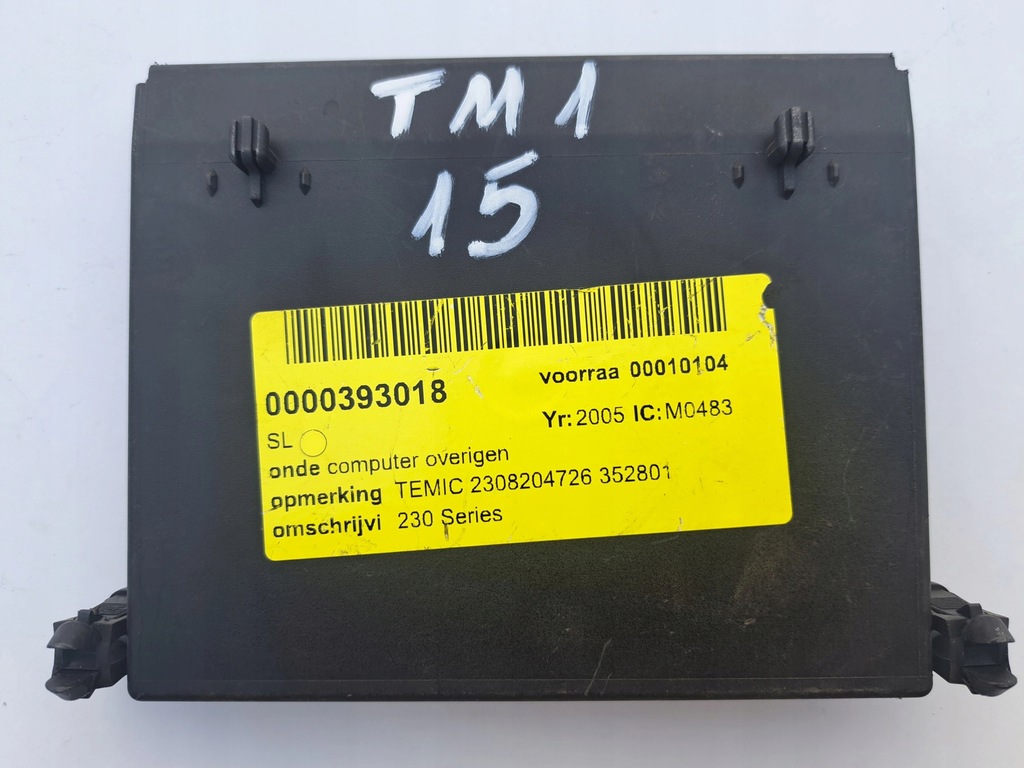 TM1
15
0000393018 voorraa 00010104
SL Yr: 2005 IC: M0483
onde computer overigen
opmerking TEMIC 2308204726 352801
omschrijvi 230 Series